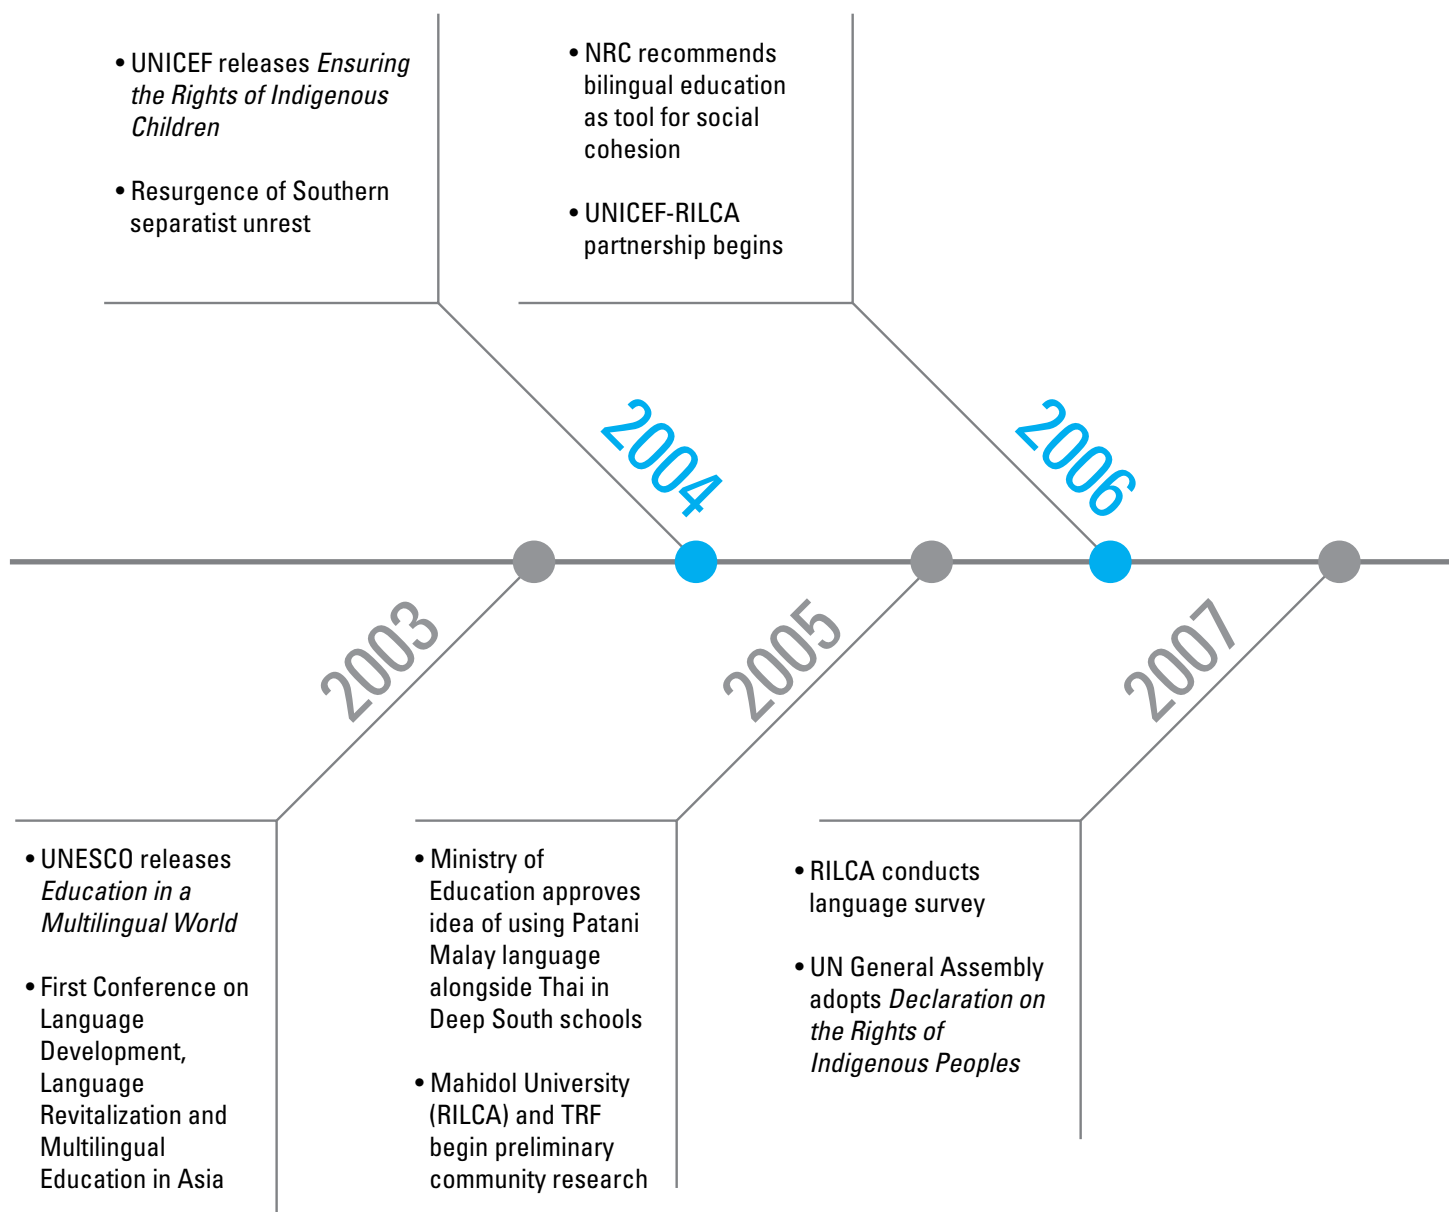 • UNICEF releases Ensuring
the Rights of Indigenous
Children
• Resurgence of Southern
separatist unrest
• NRC recommends
bilingual education
as tool for social
cohesion
• UNICEF-RILCA
partnership begins
2004
2006
2003
2005
2007
• UNESCO releases
Education in a
Multilingual World
• First Conference on
Language
Development,
Language
Revitalization and
Multilingual
Education in Asia
• Ministry of
Education approves
idea of using Patani
Malay language
alongside Thai in
Deep South schools
• Mahidol University
(RILCA) and TRF
begin preliminary
community research
• RILCA conducts
language survey
• UN General Assembly
adopts Declaration on
the Rights of
Indigenous Peoples